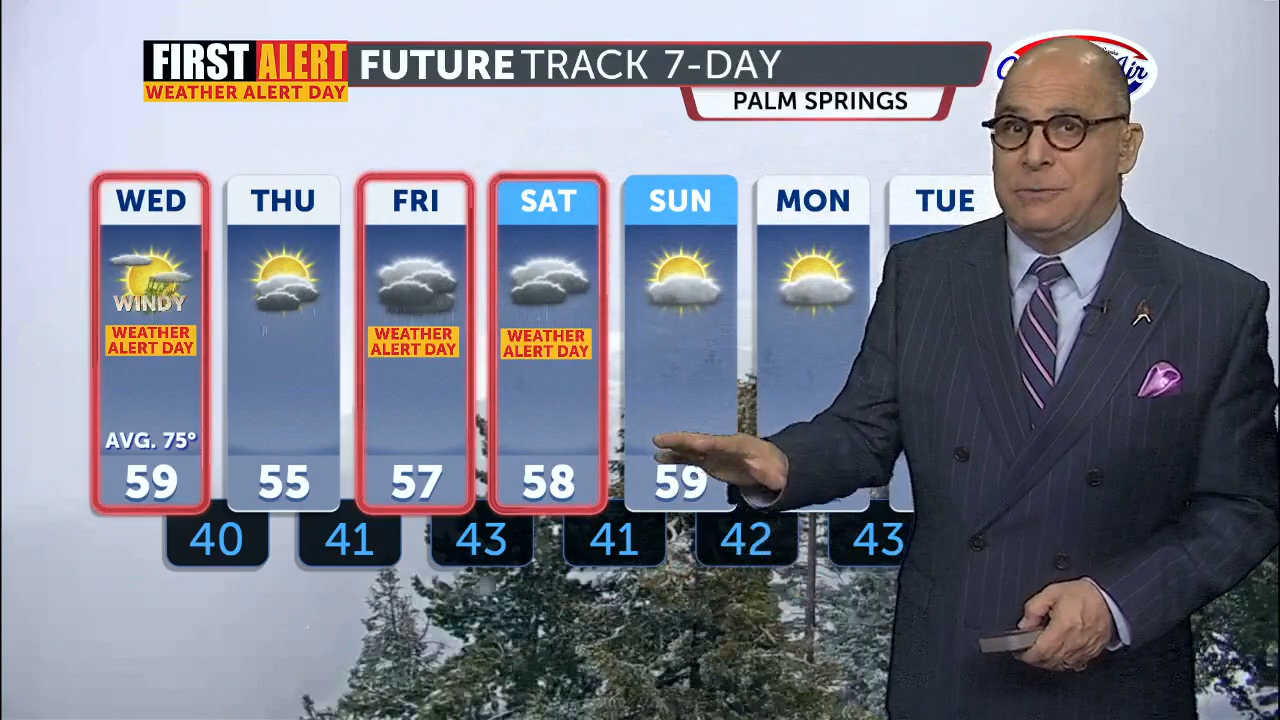 FIRST ALERT
WEATHER ALERT DAY
FUTURE TRACK 7-DAY
PALM SPRINGS
Air
WED
THU
FRI
SAT
SUN
MON
TUE
WINDY
WEATHER
ALERT DAY
WEATHER
ALERT DAY
WEATHER
ALERT DAY
AVG. 75°
59
55
57
58
59
40
41
43
41
42
43